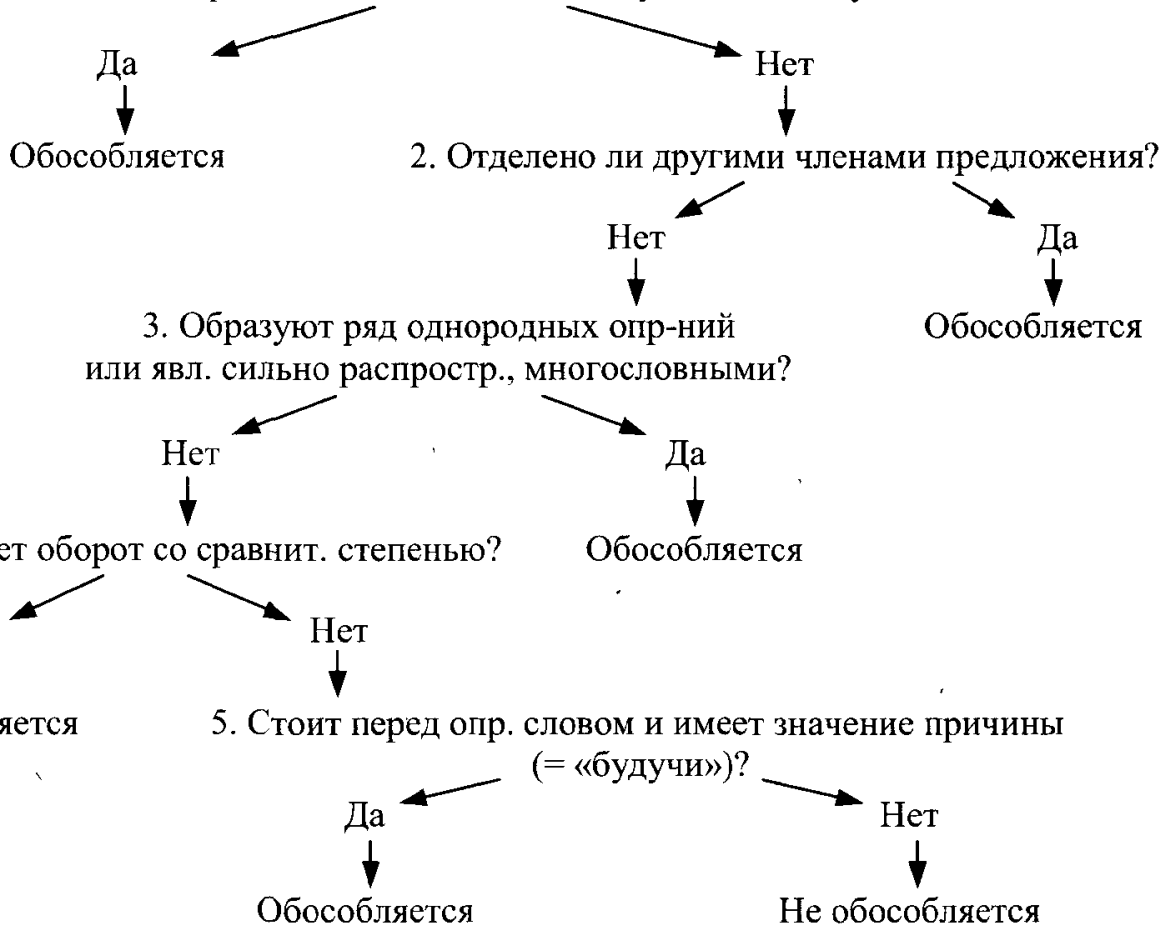 Да
Нет
Обособляется
2. Отделено ли другими членами предложения?
Нет
Да
3. Образуют ряд однородных опр-ний
Обособляется
или явл. сильно распростр., многословными?
Нет
Да
оборот со сравнит. степенью?
Обособляется
Нет
5. Стоит перед опр. словом и имеет значение причины
(= «будучи»)?
Да
Нет
Обособляется
Не обособляется